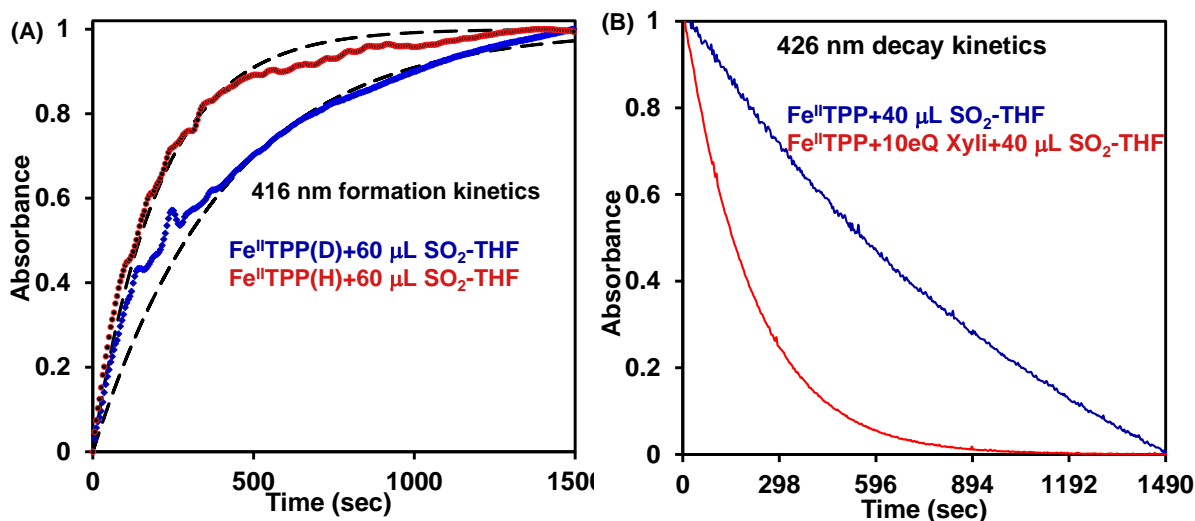 (A)
1
0.8
0.6
0.4
0.2
0
Absorbance
416 nm formation kinetics
FeᴵᴵTPP(D)+60 μL SO₂-THF
FeᴵᴵTPP(H)+60 μL SO₂-THF
0 500 1000 1500
Time (sec)
(B)
1
0.8
0.6
0.4
0.2
0
Absorbance
426 nm decay kinetics
FeᴵᴵTPP+40 μL SO₂-THF
FeᴵᴵTPP+10eQ Xyli+40 μL SO₂-THF
0 298 596 894 1192 1490
Time (sec)